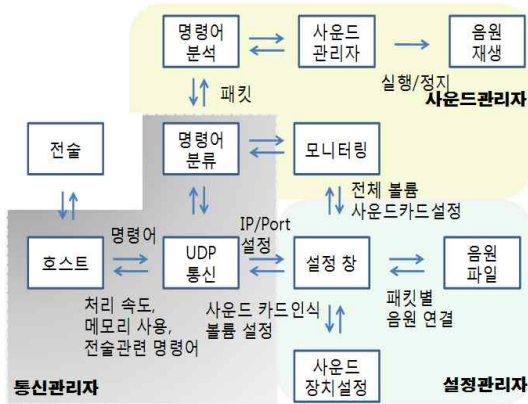 명령어
분석
사운드
관리자
음원
재생
실행/정지
사운드관리자
패킷
전술
명령어
분류
모니터링
전체 볼륨
사운드카드설정
호스트
명령어
UDP
통신
IP/Port
설정
설정 창
음원
파일
처리 속도,
메모리 사용,
전술관련 명령어
사운드 카드인식
볼륨 설정
패킷별
음원 연결
사운드
장치설정
통신관리자
설정관리자